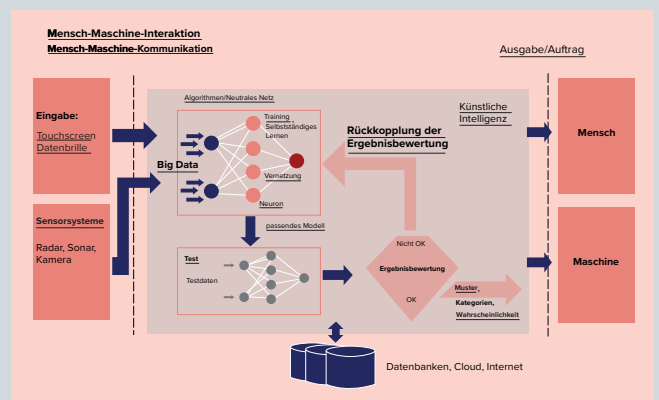 Mensch-Maschine-Interaktion
Mensch-Maschine-Kommunikation
Ausgabe/Auftrag
Eingabe:
Touchscreen
Datenbrille
Sensorsysteme
Radar, Sonar,
Kamera
Algorithmen/Neutrales Netz
Training,
Selbstständiges
Lernen
Big Data
Vernetzung
Neuron
passendes Modell
Test
Testdaten
Rückkopplung der
Ergebnisbewertung
Künstliche
Intelligenz
Nicht OK
Ergebnisbewertung
OK
Muster,
Kategorien,
Wahrscheinlichkeit
Mensch
Maschine
Datenbanken, Cloud, Internet